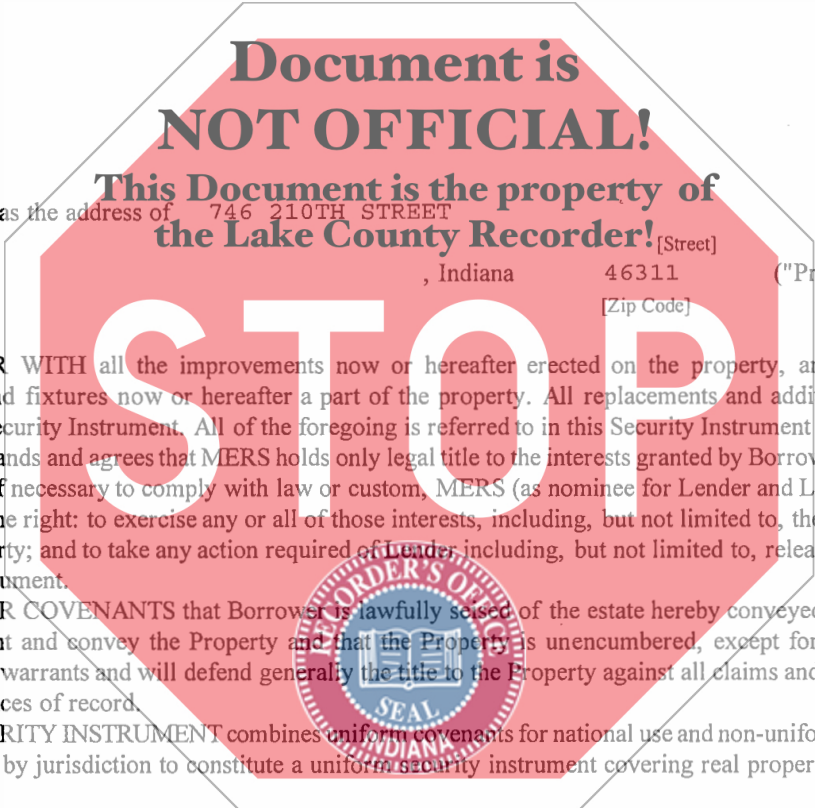 Document is
NOT OFFICIAL!
This Document is the property of
as the address of 746 210TH STREET
the Lake County Recorder!
[Street]
, Indiana 46311 ("Pr
[Zip Code]
STOP
R WITH all the improvements now or hereafter erected on the property, an
d fixtures now or hereafter a part of the property. All replacements and addi
ecurity Instrument. All of the foregoing is referred to in this Security Instrument
ands and agrees that MERS holds only legal title to the interests granted by Borrow
f necessary to comply with law or custom, MERS (as nominee for Lender and L
e right: to exercise any or all of those interests, including, but not limited to, the
rty; and to take any action required of Lender including, but not limited to, relea
ument.
R COVENANTS that Borrower is lawfully seised of the estate hereby conveyed
nt and convey the Property and that the Property is unencumbered, except for
warrants and will defend generally the title to the Property against all claims and
ces of record.
RITY INSTRUMENT combines uniform covenants for national use and non-unifo
by jurisdiction to constitute a uniform security instrument covering real proper
RECORDER'S OFFICE
SEAL
INDIANA